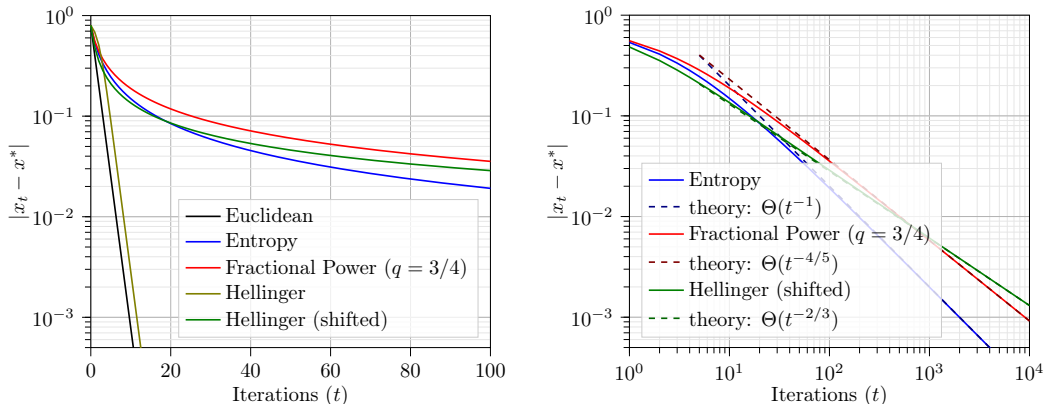 10^0
10^{-1}
10^{-2}
10^{-3}
|x_t − x^*|
0 20 40 60 80 100
Iterations (t)
Euclidean
Entropy
Fractional Power (q = 3/4)
Hellinger
Hellinger (shifted)
10^0
10^{-1}
10^{-2}
10^{-3}
|x_t − x^*|
10^0 10^1 10^2 10^3 10^4
Iterations (t)
Entropy
theory: Θ(t^{-1})
Fractional Power (q = 3/4)
theory: Θ(t^{-4/5})
Hellinger (shifted)
theory: Θ(t^{-2/3})